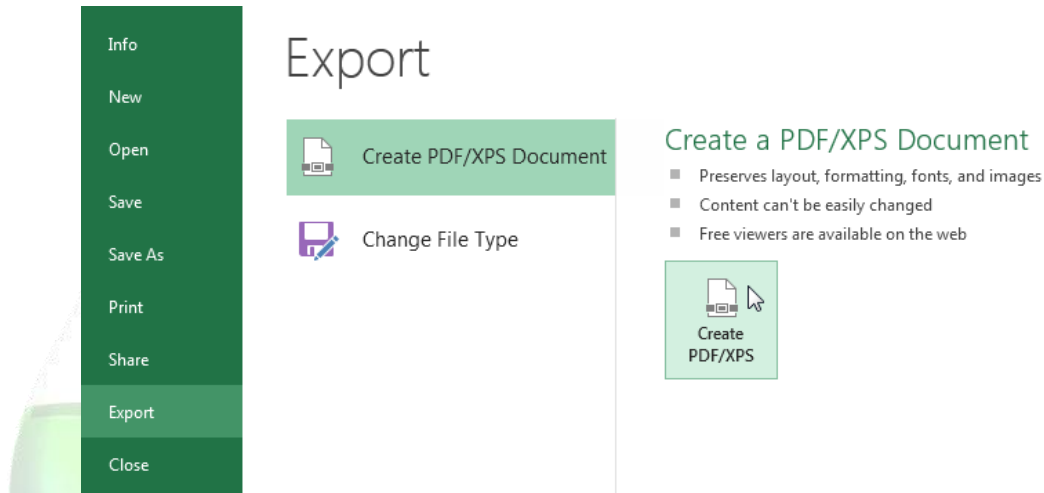 Info
New
Open
Save
Save As
Print
Share
Export
Close
Export
Create PDF/XPS Document
Change File Type
Create a PDF/XPS Document
Preserves layout, formatting, fonts, and images
Content can't be easily changed
Free viewers are available on the web
Create
PDF/XPS